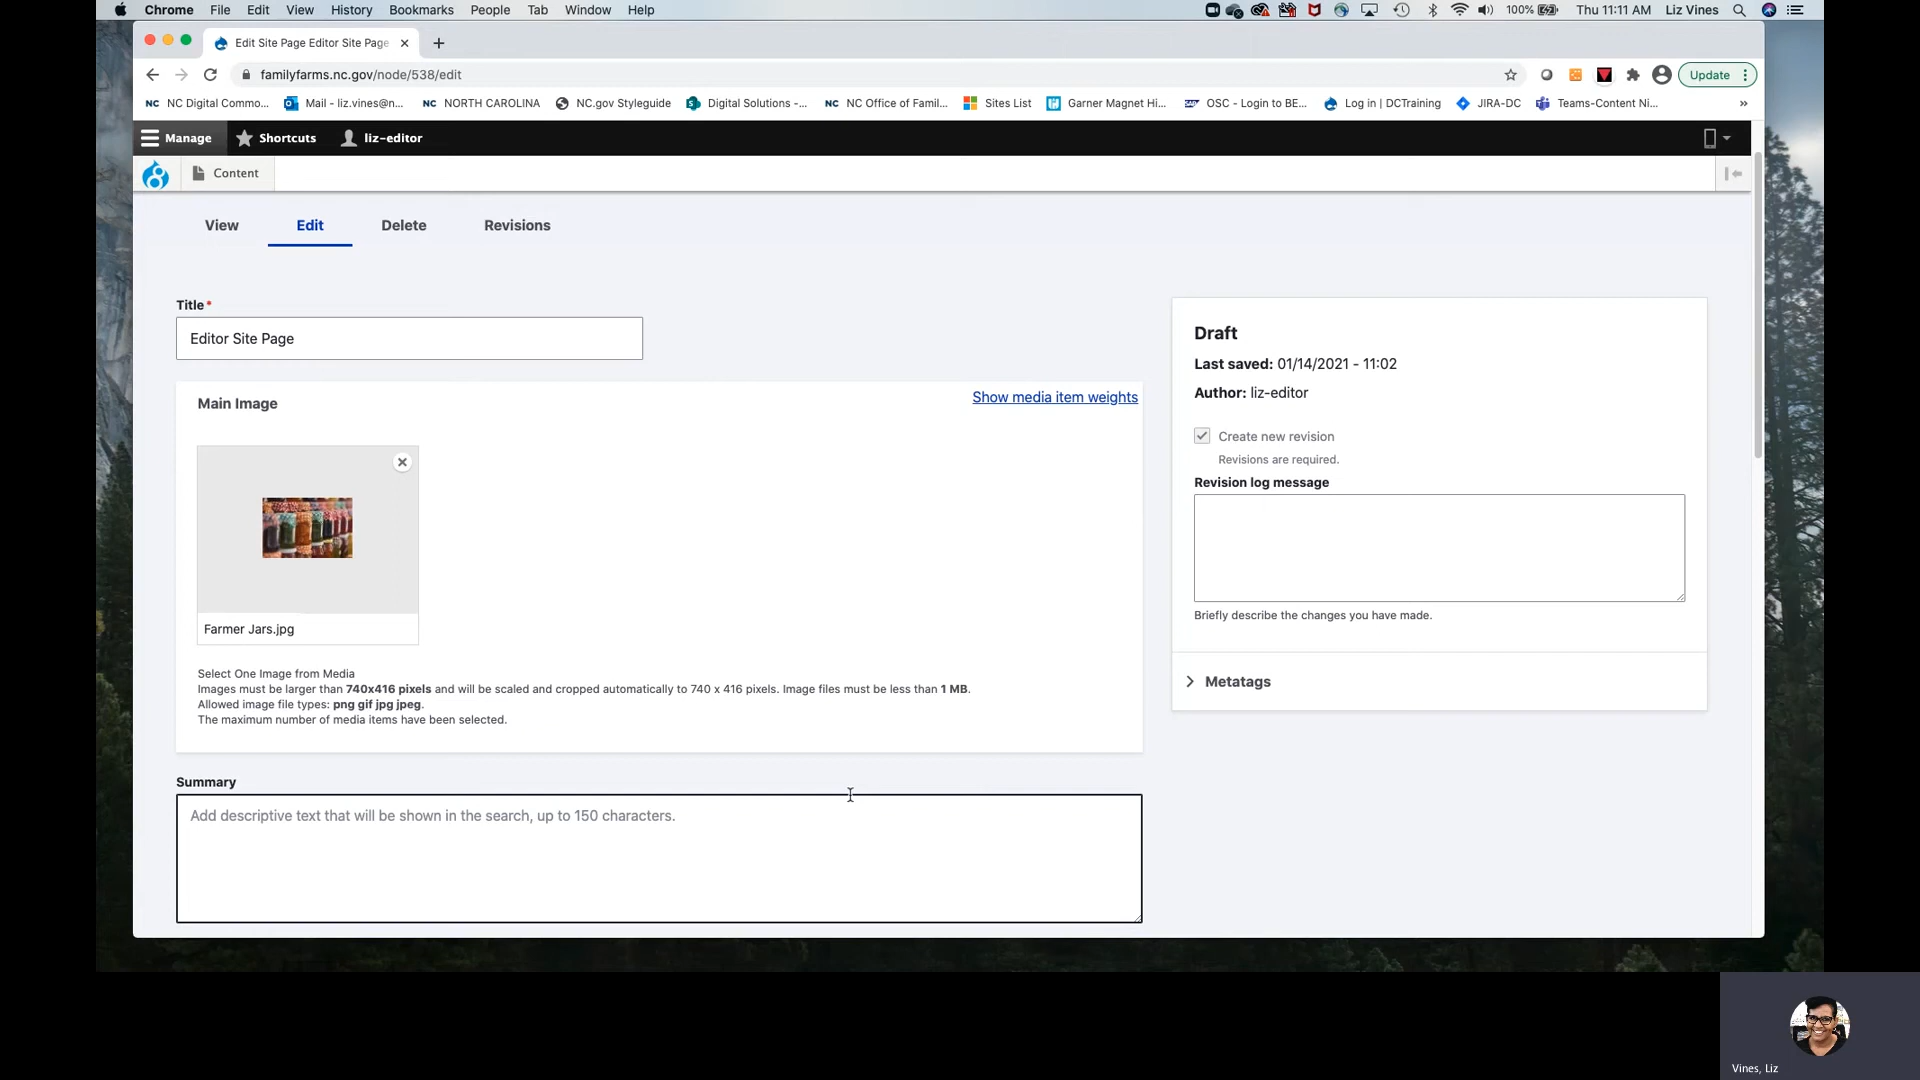 Chrome File Edit View History Bookmarks People Tab Window Help 100% Thu 11:11 AM Liz Vines
Edit Site Page Editor Site Page
familyfarms.nc.gov/node/538/edit Update
NC Digital Commo... Mail - liz.vines@n... NC NORTH CAROLINA NC.gov Styleguide Digital Solutions -... NC Office of Famil... Sites List Garner Magnet Hi... OSC - Login to BE... Log in | DCTraining JIRA-DC Teams-Content Ni... »
Manage Shortcuts liz-editor
Content
View Edit Delete Revisions
Title*
Editor Site Page
Main Image
Show media item weights
Farmer Jars.jpg
Select One Image from Media
Images must be larger than 740x416 pixels and will be scaled and cropped automatically to 740 x 416 pixels. Image files must be less than 1 MB.
Allowed image file types: png gif jpg jpeg.
The maximum number of media items have been selected.
Summary
Add descriptive text that will be shown in the search, up to 150 characters.
Draft
Last saved: 01/14/2021 - 11:02
Author: liz-editor
Create new revision
Revisions are required.
Revision log message
Briefly describe the changes you have made.
Metatags
Vines, Liz